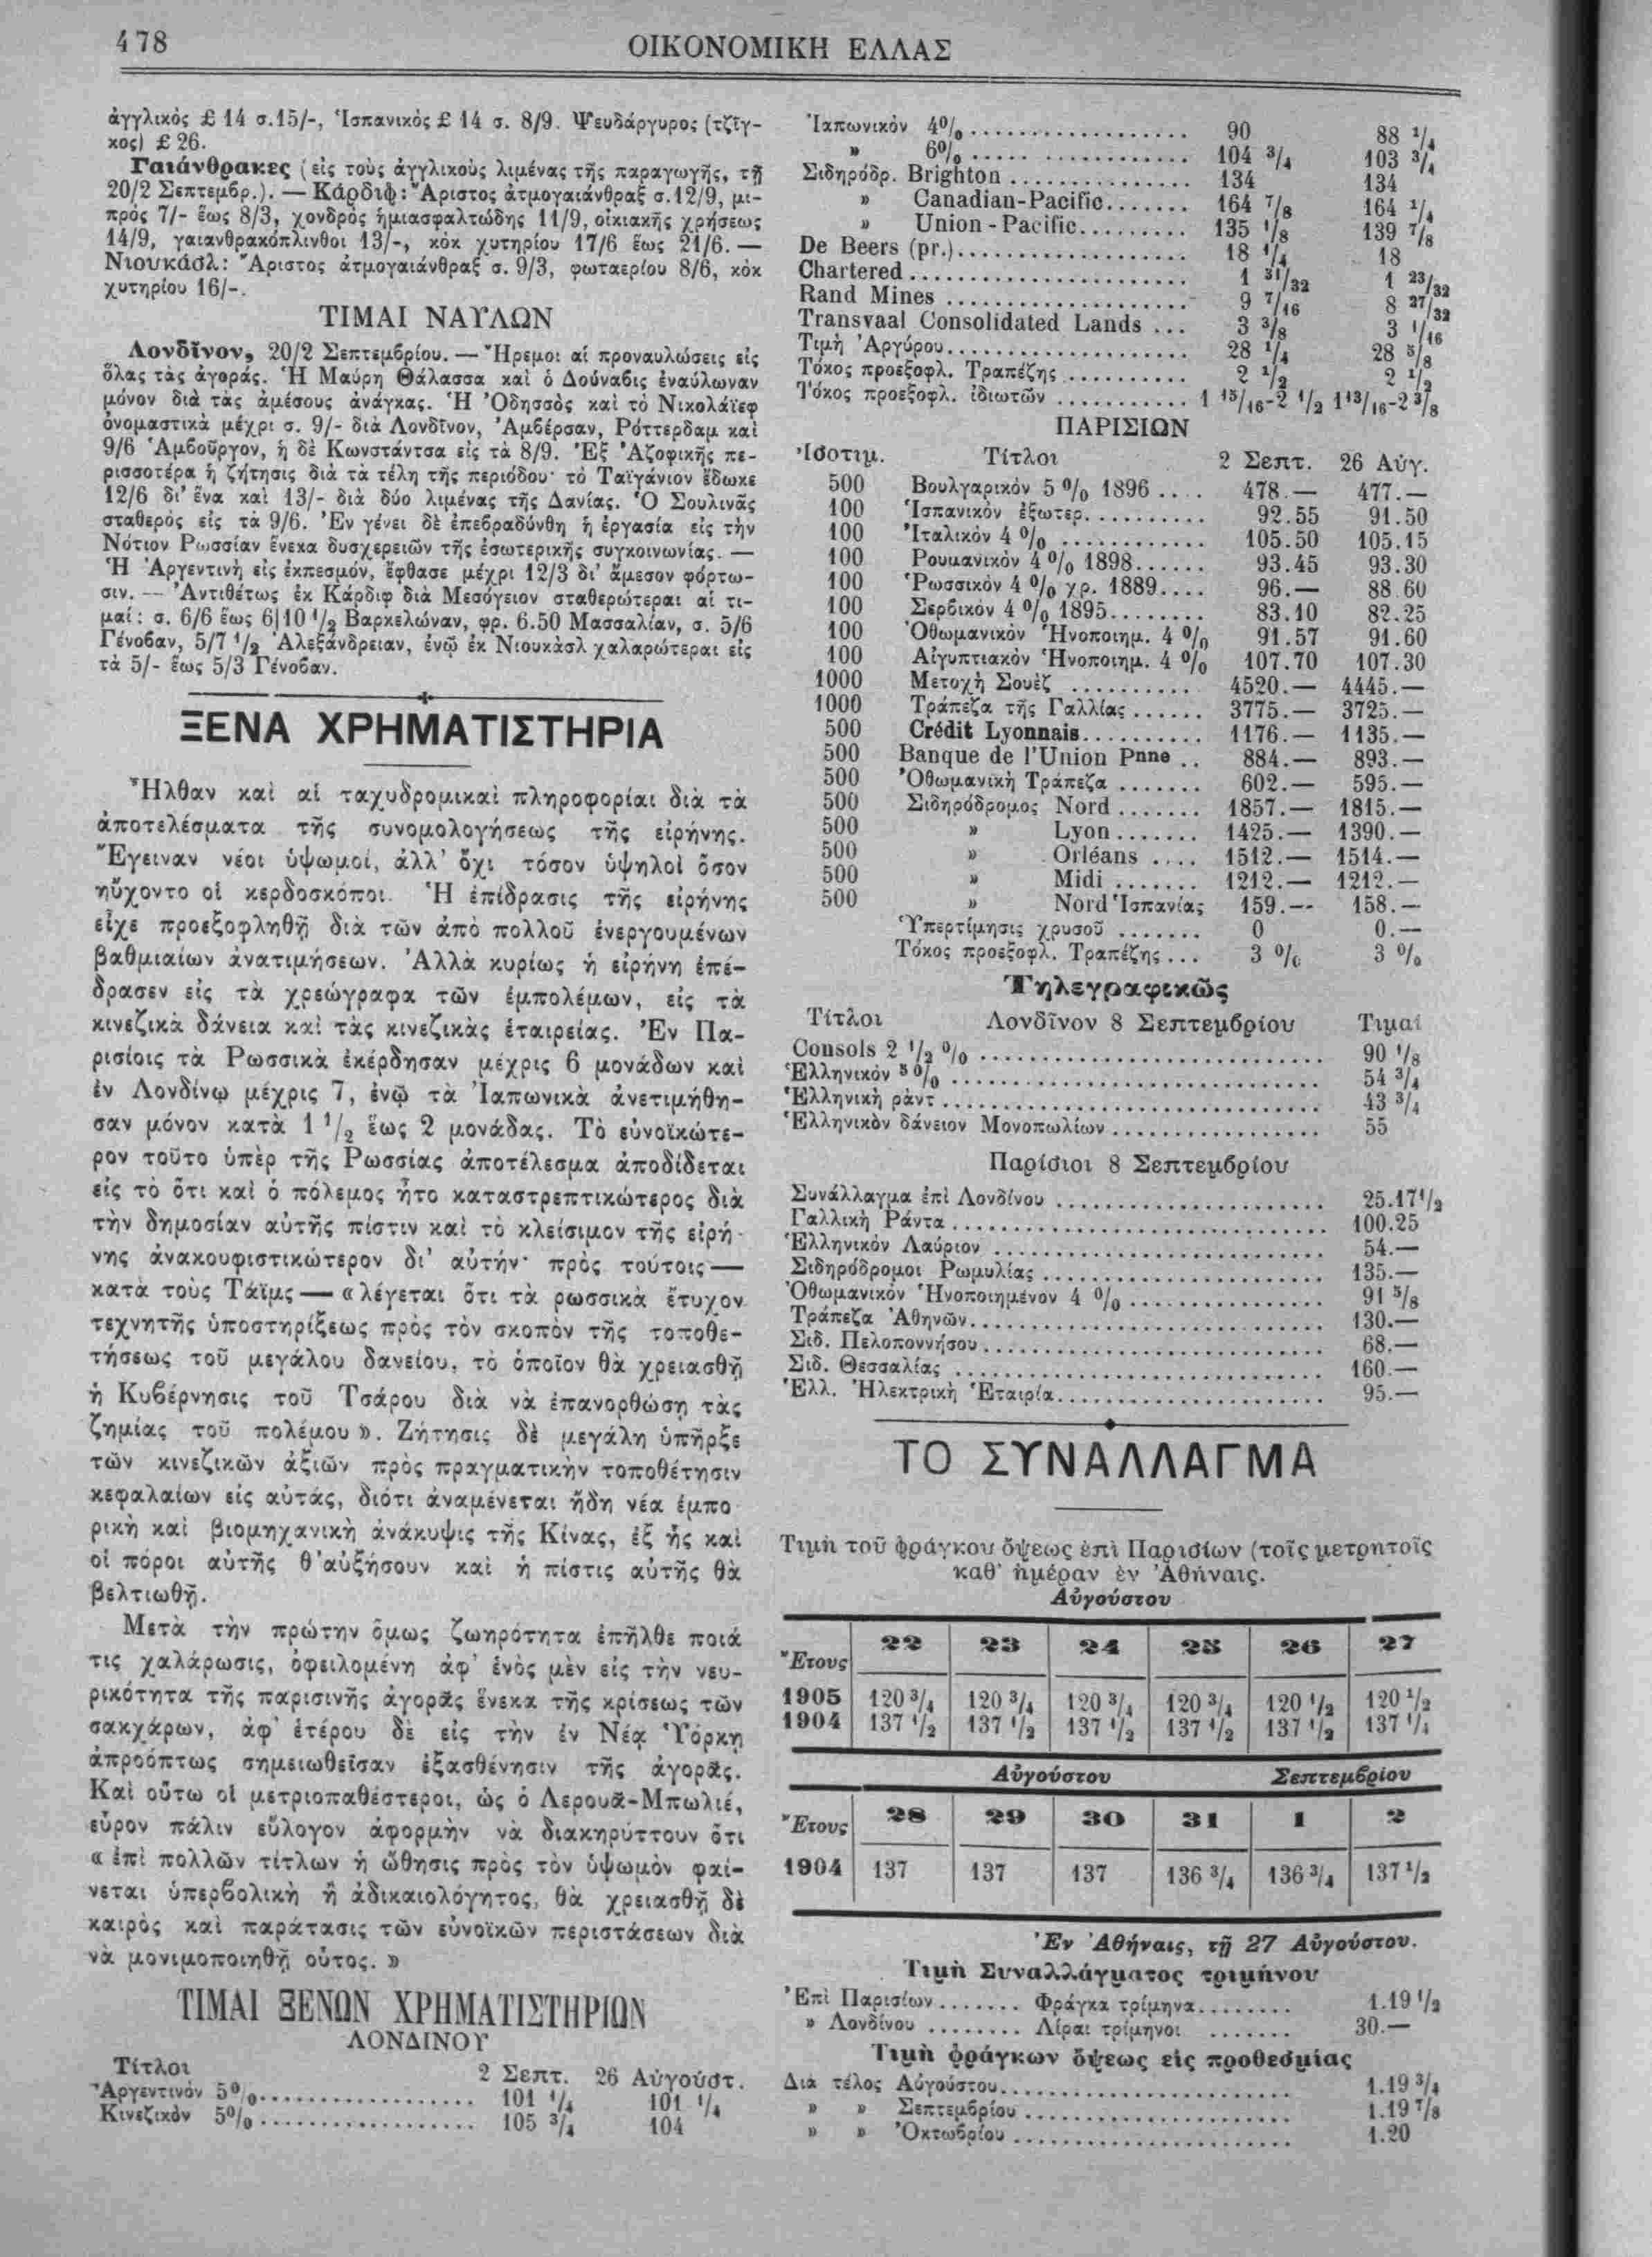 478
ΟΙΚΟΝΟΜΙΚΗ ΕΛΛΑΣ
ἀγγλικὸς £ 14 σ.15/-, Ἱσπανικὸς £ 14 σ. 8/9. Ψευδάργυρος (τζῖγ-
κος) £ 26.
Γαιάνθρακες (εἰς τοὺς ἀγγλικοὺς λιμένας τῆς παραγωγῆς, τῇ
20/2 Σεπτεμβρ.). — Κάρδιφ: Ἄριστος ἀτμογαιάνθραξ σ.12/9, μι-
πρὸς 7/- ἕως 8/3, χονδρὸς ἡμιασφαλτώδης 11/9, οἰκιακῆς χρήσεως
14/9, γαιανθρακόπλινθοι 13/-, κὸκ χυτηρίου 17/6 ἕως 21/6. —
Νιουκάσλ: Ἄριστος ἀτμογαιάνθραξ σ. 9/3, φωταερίου 8/6, κὸκ
χυτηρίου 16/-.
ΤΙΜΑΙ ΝΑΥΛΩΝ
Λονδῖνον, 20/2 Σεπτεμβρίου. — Ἤρεμοι αἱ προναυλώσεις εἰς
ὅλας τὰς ἀγοράς. Ἡ Μαύρη Θάλασσα καὶ ὁ Δούναβις ἐναύλωναν
μόνον διὰ τὰς ἀμέσους ἀνάγκας. Ἡ Ὀδησσὸς καὶ τὸ Νικολάϊεφ
ὀνομαστικὰ μέχρι σ. 9/- διὰ Λονδῖνον, Ἀμβέρσαν, Ρόττερδαμ καὶ
9/6 Ἁμβοῦργον, ἡ δὲ Κωνστάντσα εἰς τὰ 8/9. Ἐξ Ἀζοφικῆς πε-
ρισσοτέρα ἡ ζήτησις διὰ τὰ τέλη τῆς περιόδου· τὸ Ταϊγάνιον ἔδωκε
12/6 δι' ἕνα καὶ 13/- διὰ δύο λιμένας τῆς Δανίας. Ὁ Σουλινᾶς
σταθερὸς εἰς τὰ 9/6. Ἐν γένει δὲ ἐπεβραδύνθη ἡ ἐργασία εἰς τὴν
Νότιον Ρωσσίαν ἕνεκα δυσχερειῶν τῆς ἐσωτερικῆς συγκοινωνίας. —
Ἡ Ἀργεντινὴ εἰς ἐκπεσμόν, ἔφθασε μέχρι 12/3 δι' ἄμεσον φόρτω-
σιν. — Ἀντιθέτως ἐκ Κάρδιφ διὰ Μεσόγειον σταθερώτεραι αἱ τι-
μαί: σ. 6/6 ἕως 6|10 1/2 Βαρκελώναν, φρ. 6.50 Μασσαλίαν, σ. 5/6
Γένοβαν, 5/7 1/2 Ἀλεξάνδρειαν, ἐνῷ ἐκ Νιουκὰσλ χαλαρώτεραι εἰς
τὰ 5/- ἕως 5/3 Γένοβαν.
ΞΕΝΑ ΧΡΗΜΑΤΙΣΤΗΡΙΑ
Ἦλθαν καὶ αἱ ταχυδρομικαὶ πληροφορίαι διὰ τὰ
ἀποτελέσματα τῆς συνομολογήσεως τῆς εἰρήνης.
Ἔγειναν νέοι ὑψωμοί, ἀλλ' ὄχι τόσον ὑψηλοὶ ὅσον
ηὔχοντο οἱ κερδοσκόποι. Ἡ ἐπίδρασις τῆς εἰρήνης
εἶχε προεξοφληθῆ διὰ τῶν ἀπὸ πολλοῦ ἐνεργουμένων
βαθμιαίων ἀνατιμήσεων. Ἀλλὰ κυρίως ἡ εἰρήνη ἐπέ-
δρασεν εἰς τὰ χρεώγραφα τῶν ἐμπολέμων, εἰς τὰ
κινεζικὰ δάνεια καὶ τὰς κινεζικὰς ἑταιρείας. Ἐν Πα-
ρισίοις τὰ Ρωσσικὰ ἐκέρδησαν μέχρις 6 μονάδων καὶ
ἐν Λονδίνῳ μέχρις 7, ἐνῷ τὰ Ἰαπωνικὰ ἀνετιμήθη-
σαν μόνον κατὰ 1 1/2 ἕως 2 μονάδας. Τὸ εὐνοϊκώτε-
ρον τοῦτο ὑπὲρ τῆς Ρωσσίας ἀποτέλεσμα ἀποδίδεται
εἰς τὸ ὅτι καὶ ὁ πόλεμος ἦτο καταστρεπτικώτερος διὰ
τὴν δημοσίαν αὐτῆς πίστιν καὶ τὸ κλείσιμον τῆς εἰρή-
νης ἀνακουφιστικώτερον δι' αὐτήν· πρὸς τούτοις —
κατὰ τοὺς Τάϊμς — «λέγεται ὅτι τὰ ρωσσικὰ ἔτυχον
τεχνητῆς ὑποστηρίξεως πρὸς τὸν σκοπὸν τῆς τοποθε-
τήσεως τοῦ μεγάλου δανείου, τὸ ὁποῖον θὰ χρειασθῇ
ἡ Κυβέρνησις τοῦ Τσάρου διὰ νὰ ἐπανορθώσῃ τὰς
ζημίας τοῦ πολέμου». Ζήτησις δὲ μεγάλη ὑπῆρξε
τῶν κινεζικῶν ἀξιῶν πρὸς πραγματικὴν τοποθέτησιν
κεφαλαίων εἰς αὐτάς, διότι ἀναμένεται ἤδη νέα ἐμπο
ρικὴ καὶ βιομηχανικὴ ἀνάκυψις τῆς Κίνας, ἐξ ἧς καὶ
οἱ πόροι αὐτῆς θ'αὐξήσουν καὶ ἡ πίστις αὐτῆς θὰ
βελτιωθῇ.
Μετὰ τὴν πρώτην ὅμως ζωηρότητα ἐπῆλθε ποιά
τις χαλάρωσις, ὀφειλομένη ἀφ' ἑνὸς μὲν εἰς τὴν νευ-
ρικότητα τῆς παρισινῆς ἀγορᾶς ἕνεκα τῆς κρίσεως τῶν
σακχάρων, ἀφ' ἑτέρου δὲ εἰς τὴν ἐν Νέᾳ Ὑόρκῃ
ἀπροόπτως σημειωθεῖσαν ἐξασθένησιν τῆς ἀγορᾶς.
Καὶ οὕτω οἱ μετριοπαθέστεροι, ὡς ὁ Λερουᾶ-Μπωλιέ,
εὗρον πάλιν εὔλογον ἀφορμὴν νὰ διακηρύττουν ὅτι
«ἐπὶ πολλῶν τίτλων ἡ ὤθησις πρὸς τὸν ὑψωμὸν φαί-
νεται ὑπερβολικὴ ἢ ἀδικαιολόγητος, θὰ χρειασθῇ δὲ
καιρὸς καὶ παράτασις τῶν εὐνοϊκῶν περιστάσεων διὰ
νὰ μονιμοποιηθῇ οὗτος.»
ΤΙΜΑΙ ΞΕΝΩΝ ΧΡΗΜΑΤΙΣΤΗΡΙΩΝ
ΛΟΝΔΙΝΟΥ
Τίτλοι 2 Σεπτ. 26 Αὐγούστ.
Ἀργεντινόν 5 0/0 101 1/4 101 1/4
Κινεζικὸν 5 0/0 105 3/4 104
Ἰαπωνικὸν 4 0/0 90 88 1/4
» 6 0/0 104 3/4 103 3/4
Σιδηρόδρ. Brighton 134 134
» Canadian-Pacific 164 7/8 164 1/4
» Union - Pacific 135 1/8 139 7/8
De Beers (pr.) 18 1/4 18
Chartered 1 31/32 1 23/32
Rand Mines 9 7/16 8 27/32
Transvaal Consolidated Lands 3 3/8 3 1/16
Τιμὴ Ἀργύρου 28 1/4 28 5/8
Τόκος προεξοφλ. Τραπέζης 2 1/2 2 1/2
Τόκος προεξοφλ. ἰδιωτῶν 1 15/16-2 1/2 1 13/16-2 3/8
ΠΑΡΙΣΙΩΝ
Ἰσοτιμ. Τίτλοι 2 Σεπτ. 26 Αὐγ.
500 Βουλγαρικόν 5 0/0 1896 478.— 477.—
100 Ἱσπανικὸν ἐξωτερ. 92.55 91.50
100 Ἰταλικὸν 4 0/0 105.50 105.15
100 Ρουμανικὸν 4 0/0 1898 93.45 93.30
100 Ῥωσσικὸν 4 0/0 χρ. 1889 96.— 88.60
100 Σερβικὸν 4 0/0 1895 83.10 82.25
100 Ὀθωμανικὸν Ἡνοποιημ. 4 0/0 91.57 91.60
100 Αἰγυπτιακὸν Ἡνοποιημ. 4 0/0 107.70 107.30
1000 Μετοχὴ Σουὲζ 4520.— 4445.—
1000 Τράπεζα τῆς Γαλλίας 3775.— 3725.—
500 Crédit Lyonnais 1176.— 1135.—
500 Banque de l'Union Pnne 884.— 893.—
500 Ὀθωμανικὴ Τράπεζα 602.— 595.—
500 Σιδηρόδρομος Nord 1857.— 1815.—
500 » Lyon 1425.— 1390.—
500 » Orléans 1512.— 1514.—
500 » Midi 1212.— 1212.—
500 » Nord Ἱσπανίας 159.— 158.—
Ὑπερτίμησις χρυσοῦ 0 0.—
Τόκος προεξοφλ. Τραπέζης 3 0/0 3 0/0
Τηλεγραφικῶς
Τίτλοι Λονδῖνον 8 Σεπτεμβρίου Τιμαί
Consols 2 1/2 0/0 90 1/8
Ἑλληνικὸν 5 0/0 54 3/4
Ἑλληνικὴ ρὰντ 43 3/4
Ἑλληνικὸν δάνειον Μονοπωλίων 55
Παρίσιοι 8 Σεπτεμβρίου
Συνάλλαγμα ἐπὶ Λονδίνου 25.17 1/2
Γαλλικὴ Ράντα 100.25
Ἑλληνικὸν Λαύριον 54.—
Σιδηρόδρομοι Ρωμυλίας 135.—
Ὀθωμανικὸν Ἡνοποιημένον 4 0/0 91 5/8
Τράπεζα Ἀθηνῶν 130.—
Σιδ. Πελοποννήσου 68.—
Σιδ. Θεσσαλίας 160.—
Ἑλλ. Ἠλεκτρικὴ Ἑταιρία 95.—
ΤΟ ΣΥΝΑΛΛΑΓΜΑ
Τιμὴ τοῦ φράγκου ὄψεως ἐπὶ Παρισίων (τοῖς μετρητοῖς
καθ' ἡμέραν ἐν Ἀθήναις.
Αὐγούστου
Ἔτους 22 23 24 25 26 27
1905 120 3/4 120 3/4 120 3/4 120 3/4 120 1/2 120 1/2
1904 137 1/2 137 1/2 137 1/2 137 1/2 137 1/2 137 1/4
Αὐγούστου Σεπτεμβρίου
Ἔτους 28 29 30 31 1 2
1904 137 137 137 136 3/4 136 3/4 137 1/2
Ἐν Ἀθήναις, τῇ 27 Αὐγούστου.
Τιμὴ Συναλλάγματος τριμήνου
Ἐπὶ Παρισίων Φράγκα τρίμηνα 1.19 1/2
» Λονδίνου Λίραι τρίμηνοι 30.—
Τιμὴ φράγκων ὄψεως εἰς προθεσμίας
Διὰ τέλος Αὐγούστου 1.19 3/4
» » Σεπτεμβρίου 1.19 7/8
» » Ὀκτωβρίου 1.20